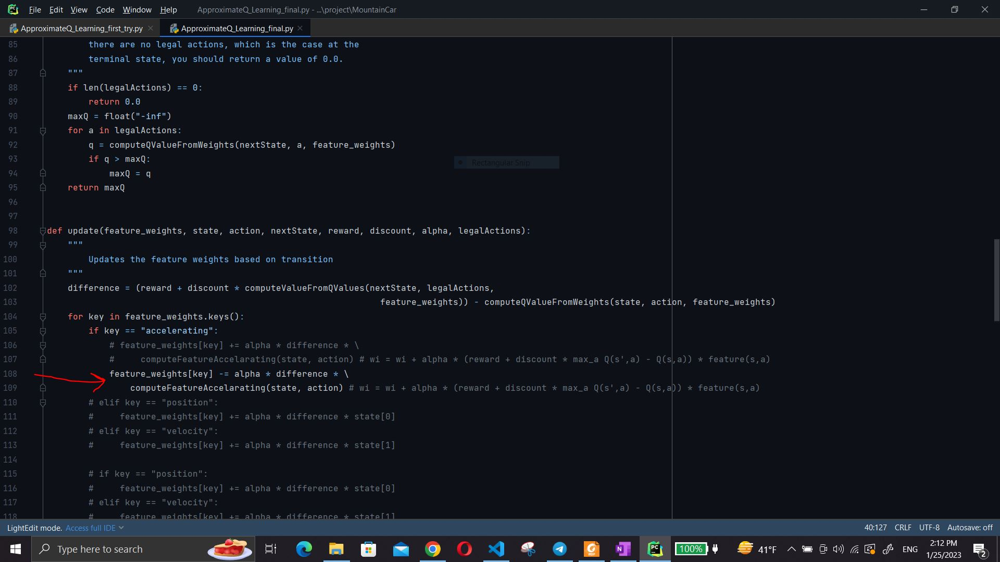 File Edit View Code Window Help ApproximateQ_Learning_final.py - ...\project\MountainCar
ApproximateQ_Learning_first_try.py ApproximateQ_Learning_final.py
85 there are no legal actions, which is the case at the
86 terminal state, you should return a value of 0.0.
87 """
88 if len(legalActions) == 0:
89 return 0.0
90 maxQ = float("-inf")
91 for a in legalActions:
92 q = computeQValueFromWeights(nextState, a, feature_weights)
93 if q > maxQ:
Rectangular Snip
94 maxQ = q
95 return maxQ
96
97
98 def update(feature_weights, state, action, nextState, reward, discount, alpha, legalActions):
99 """
100 Updates the feature weights based on transition
101 """
102 difference = (reward + discount * computeValueFromQValues(nextState, legalActions,
103 feature_weights)) - computeQValueFromWeights(state, action, feature_weights)
104 for key in feature_weights.keys():
105 if key == "accelerating":
106 # feature_weights[key] += alpha * difference * \
107 # computeFeatureAccelarating(state, action) # wi = wi + alpha * (reward + discount * max_a Q(s',a) - Q(s,a)) * feature(s,a)
108 feature_weights[key] -= alpha * difference * \
109 computeFeatureAccelarating(state, action) # wi = wi + alpha * (reward + discount * max_a Q(s',a) - Q(s,a)) * feature(s,a)
110 # elif key == "position":
111 # feature_weights[key] += alpha * difference * state[0]
112 # elif key == "velocity":
113 # feature_weights[key] += alpha * difference * state[1]
114
115 # if key == "position":
116 # feature_weights[key] += alpha * difference * state[0]
117 # elif key == "velocity":
118 # feature_weights[key] += alpha * difference * state[1]
LightEdit mode. Access full IDE 40:127 CRLF UTF-8 Autosave: off
Type here to search 100% 41°F ENG 2:12 PM
1/25/2023 2